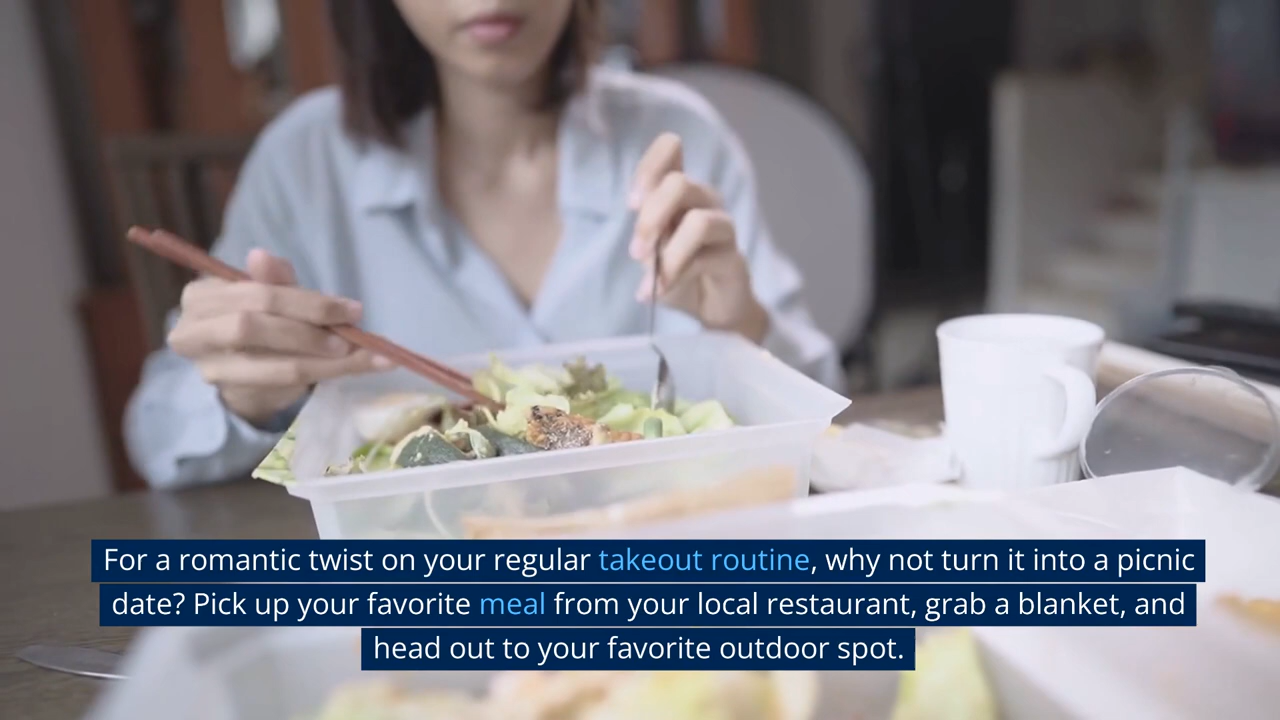 For a romantic twist on your regular takeout routine, why not turn it into a picnic
date? Pick up your favorite meal from your local restaurant, grab a blanket, and
head out to your favorite outdoor spot.